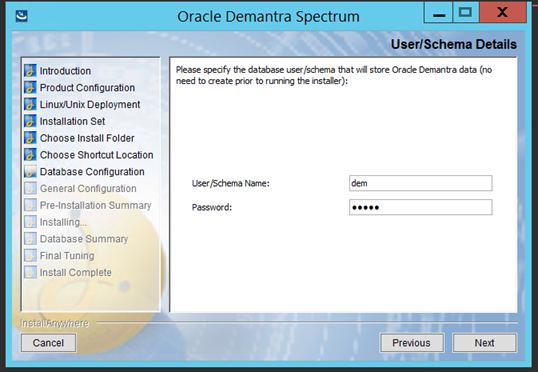 Oracle Demantra Spectrum
User/Schema Details
Introduction
Product Configuration
Linux/Unix Deployment
Installation Set
Choose Install Folder
Choose Shortcut Location
Database Configuration
General Configuration
Pre-Installation Summary
Installing...
Database Summary
Final Tuning
Install Complete
Please specify the database user/schema that will store Oracle Demantra data (no
need to create prior to running the installer):
User/Schema Name: dem
Password: •••••
InstallAnywhere
Cancel Previous Next